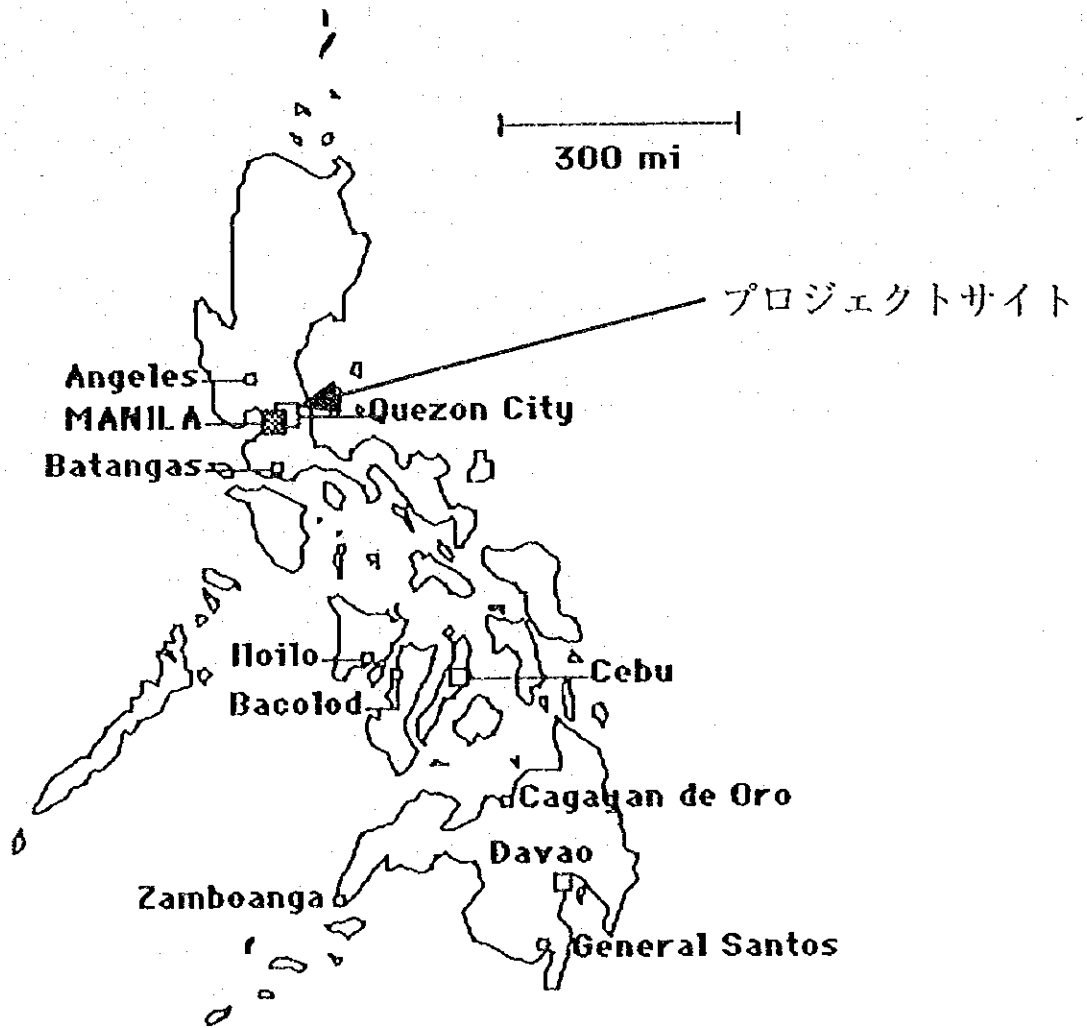 300 mi
プロジェクトサイト
Angeles
MANILA
Quezon City
Batangas
Iloilo
Cebu
Bacolod
Cagayan de Oro
Davao
Zamboanga
General Santos